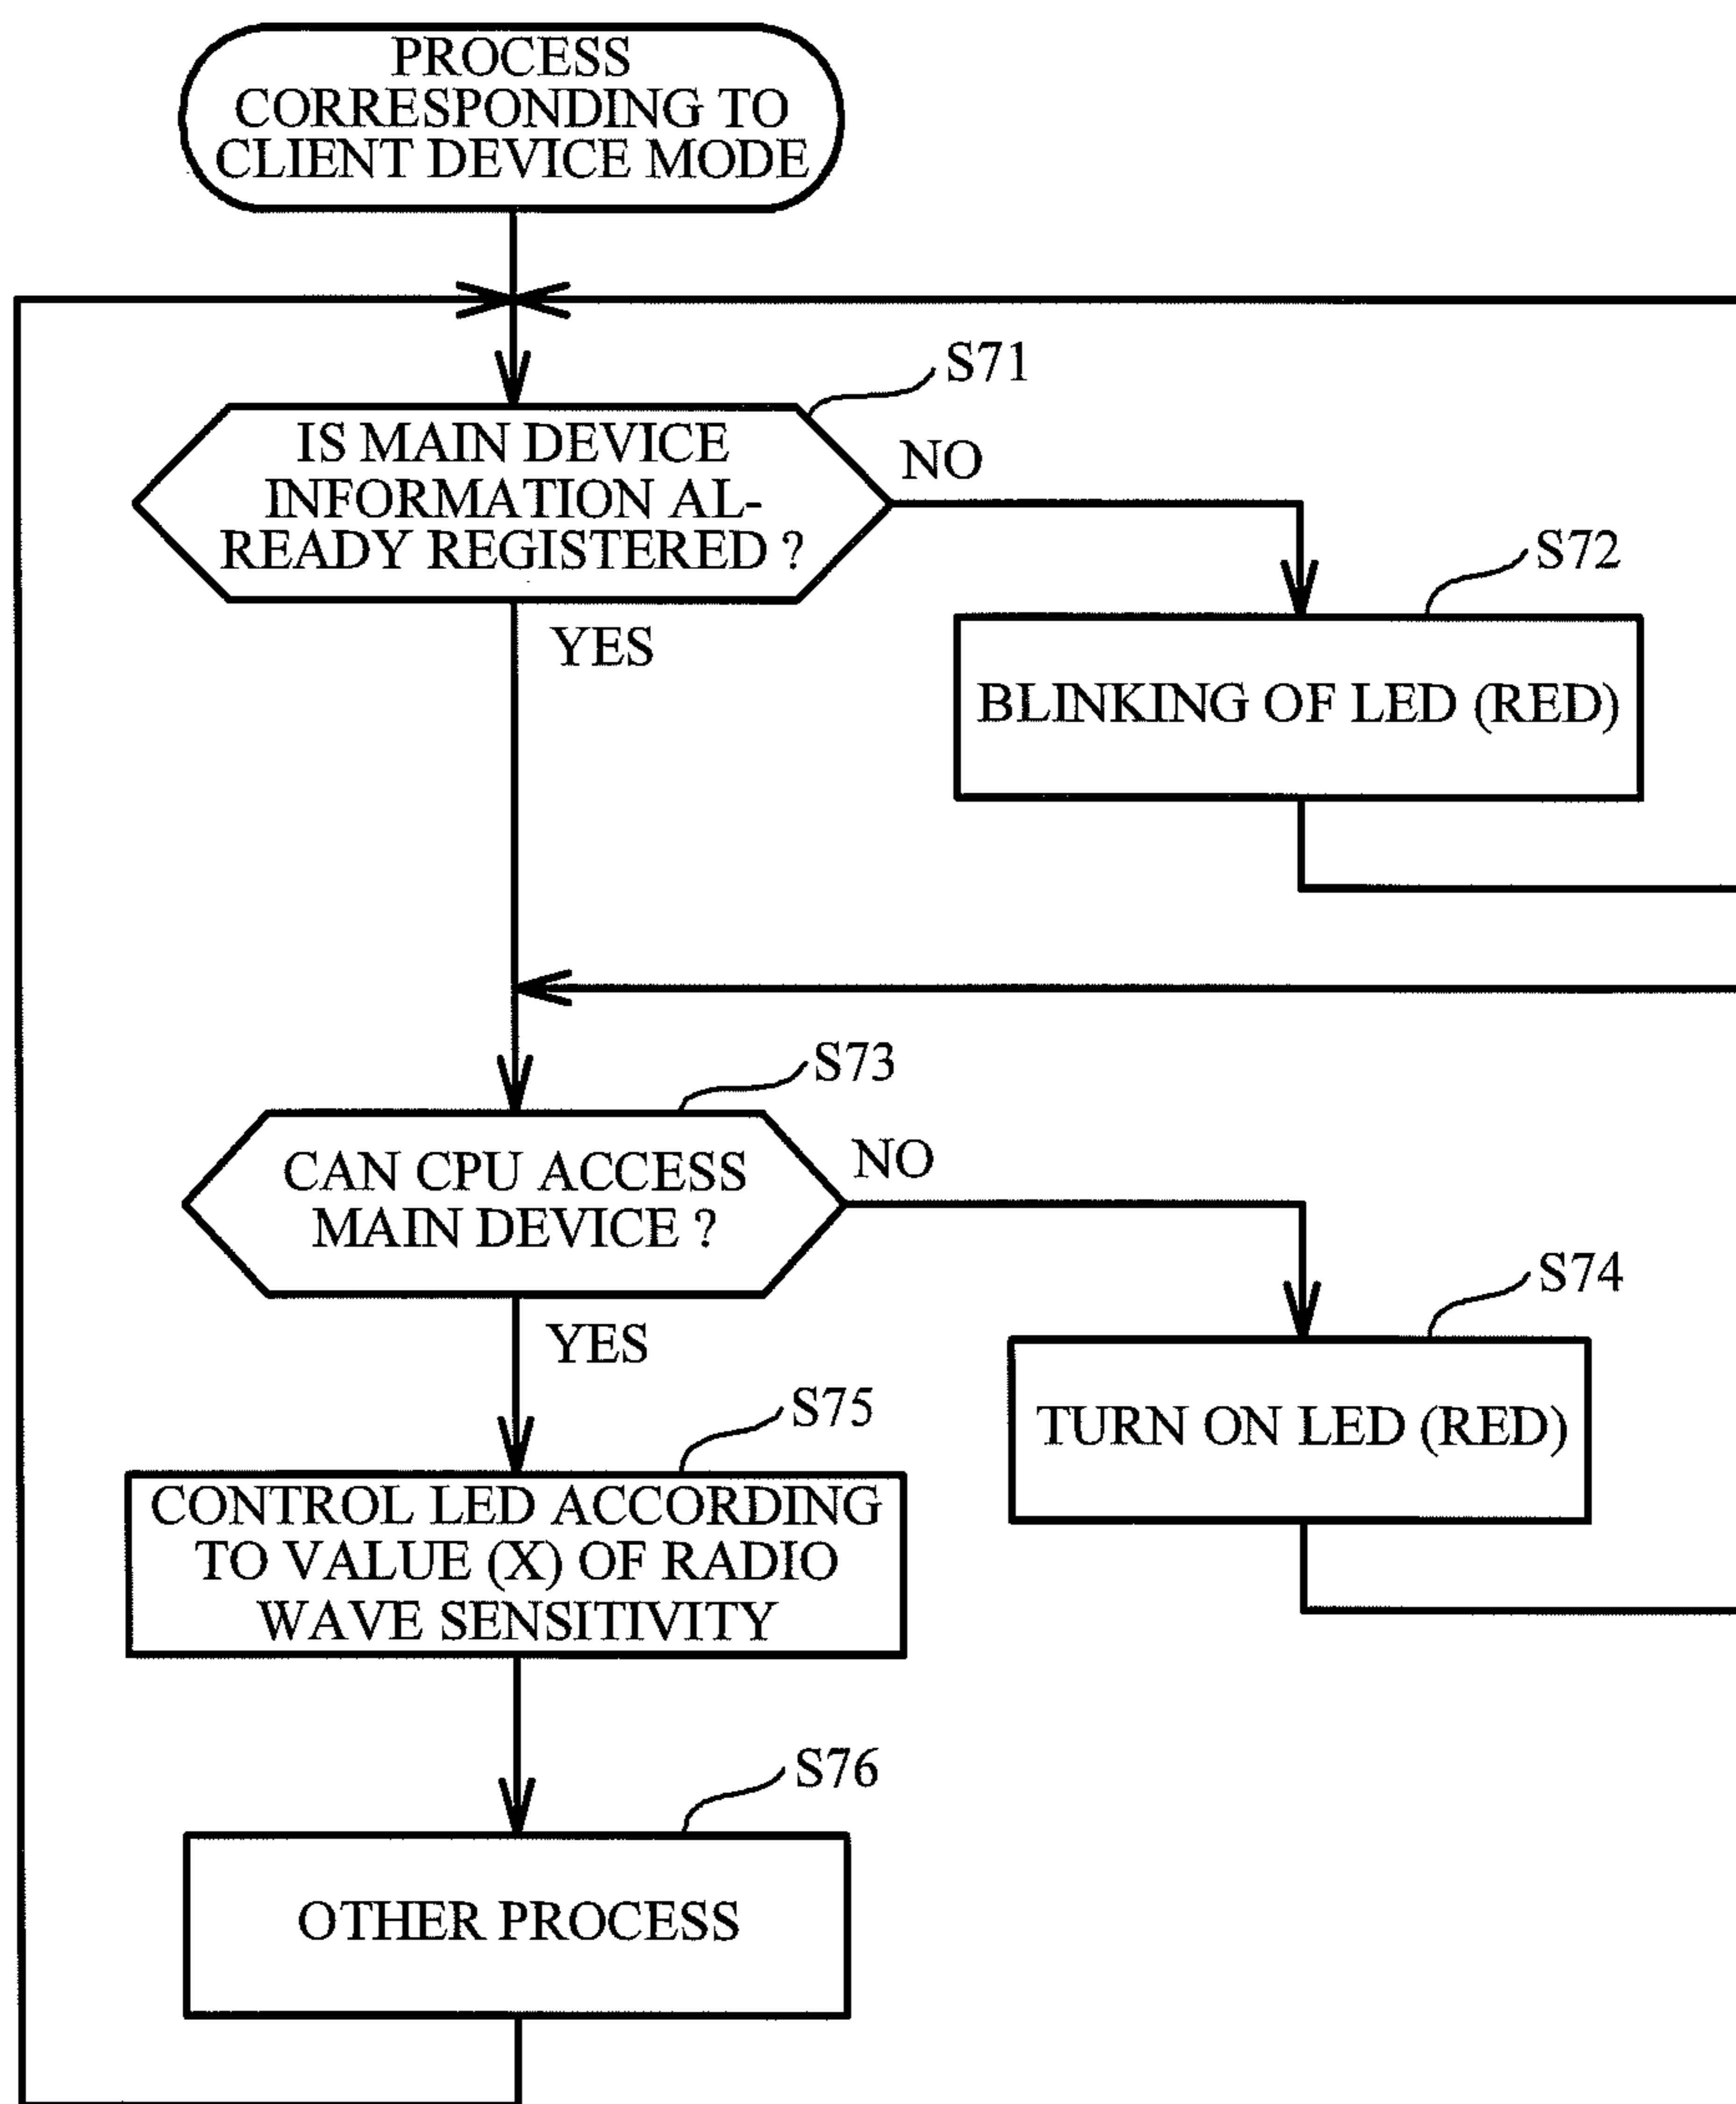 PROCESS
CORRESPONDING TO
CLIENT DEVICE MODE
S71
IS MAIN DEVICE
INFORMATION AL-
READY REGISTERED ?
NO
S72
YES
BLINKING OF LED (RED)
S73
CAN CPU ACCESS
MAIN DEVICE ?
NO
S74
YES
TURN ON LED (RED)
S75
CONTROL LED ACCORDING
TO VALUE (X) OF RADIO
WAVE SENSITIVITY
S76
OTHER PROCESS